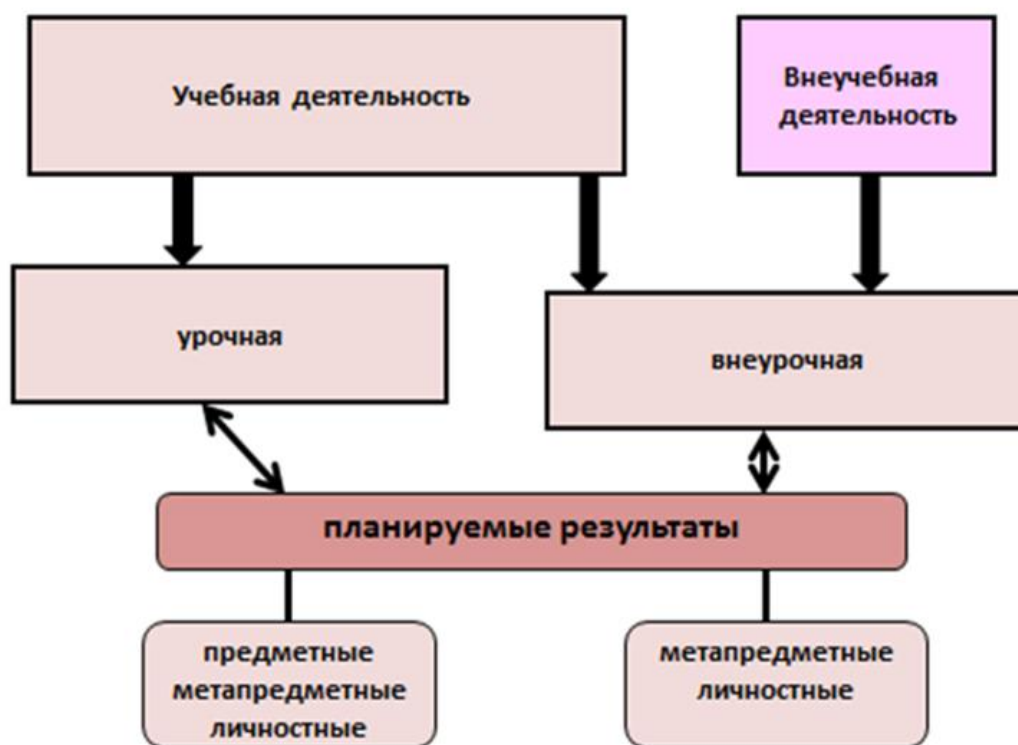 Учебная деятельность
Внеучебная
деятельность
урочная
внеурочная
планируемые результаты
предметные
метапредметные
личностные
метапредметные
личностные